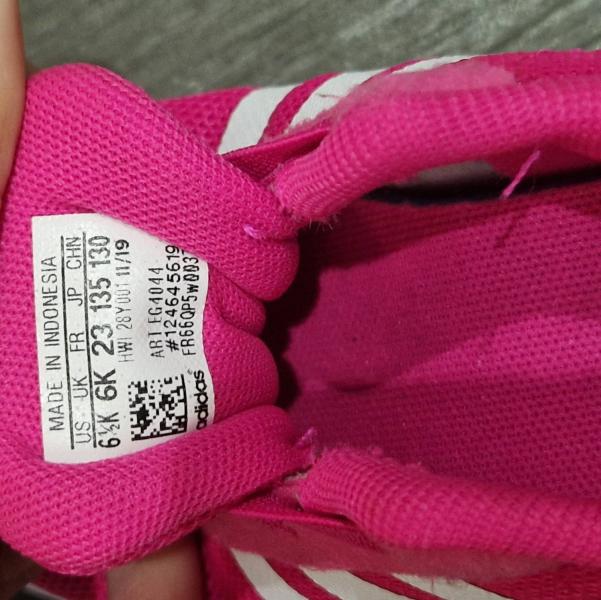 MADE IN INDONESIA
US UK FR JP CHN
6½K 6K 23 135 130
HWI 28Y001 11/19
ART EG4044
#124645619
FR66QP5W003
adidas